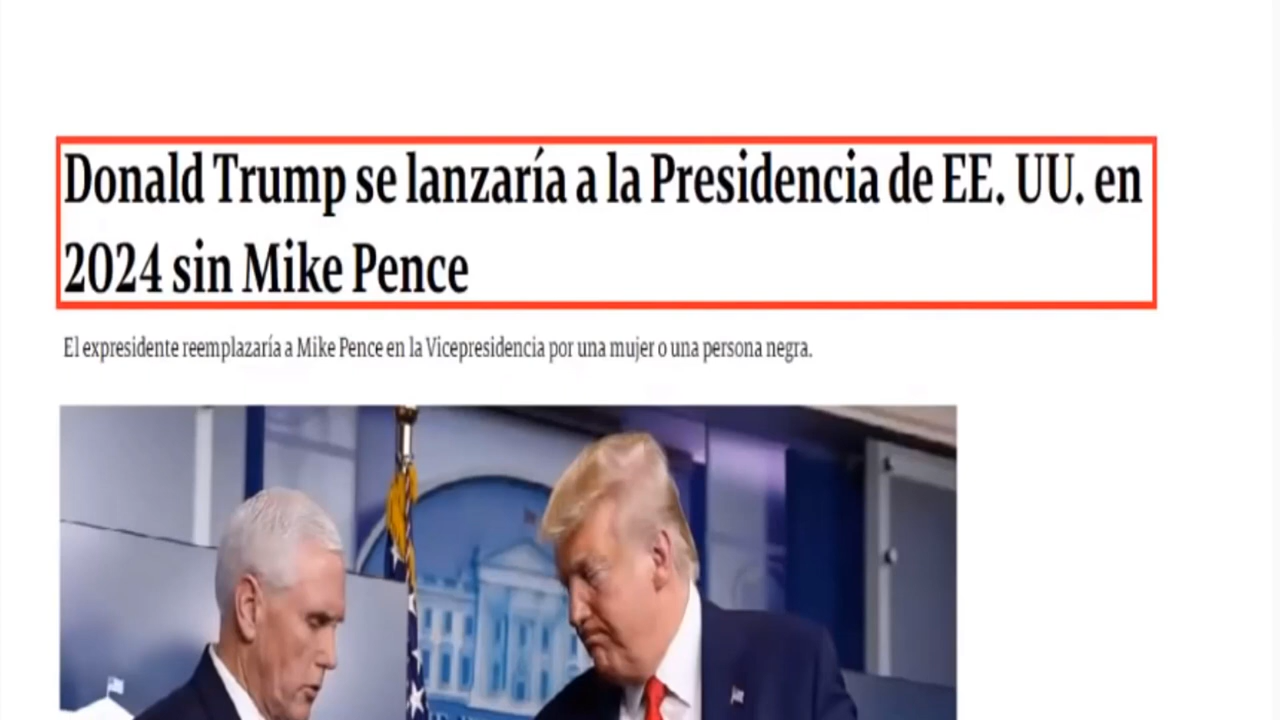 Donald Trump se lanzaría a la Presidencia de EE. UU. en
2024 sin Mike Pence
El expresidente reemplazaría a Mike Pence en la Vicepresidencia por una mujer o una persona negra.